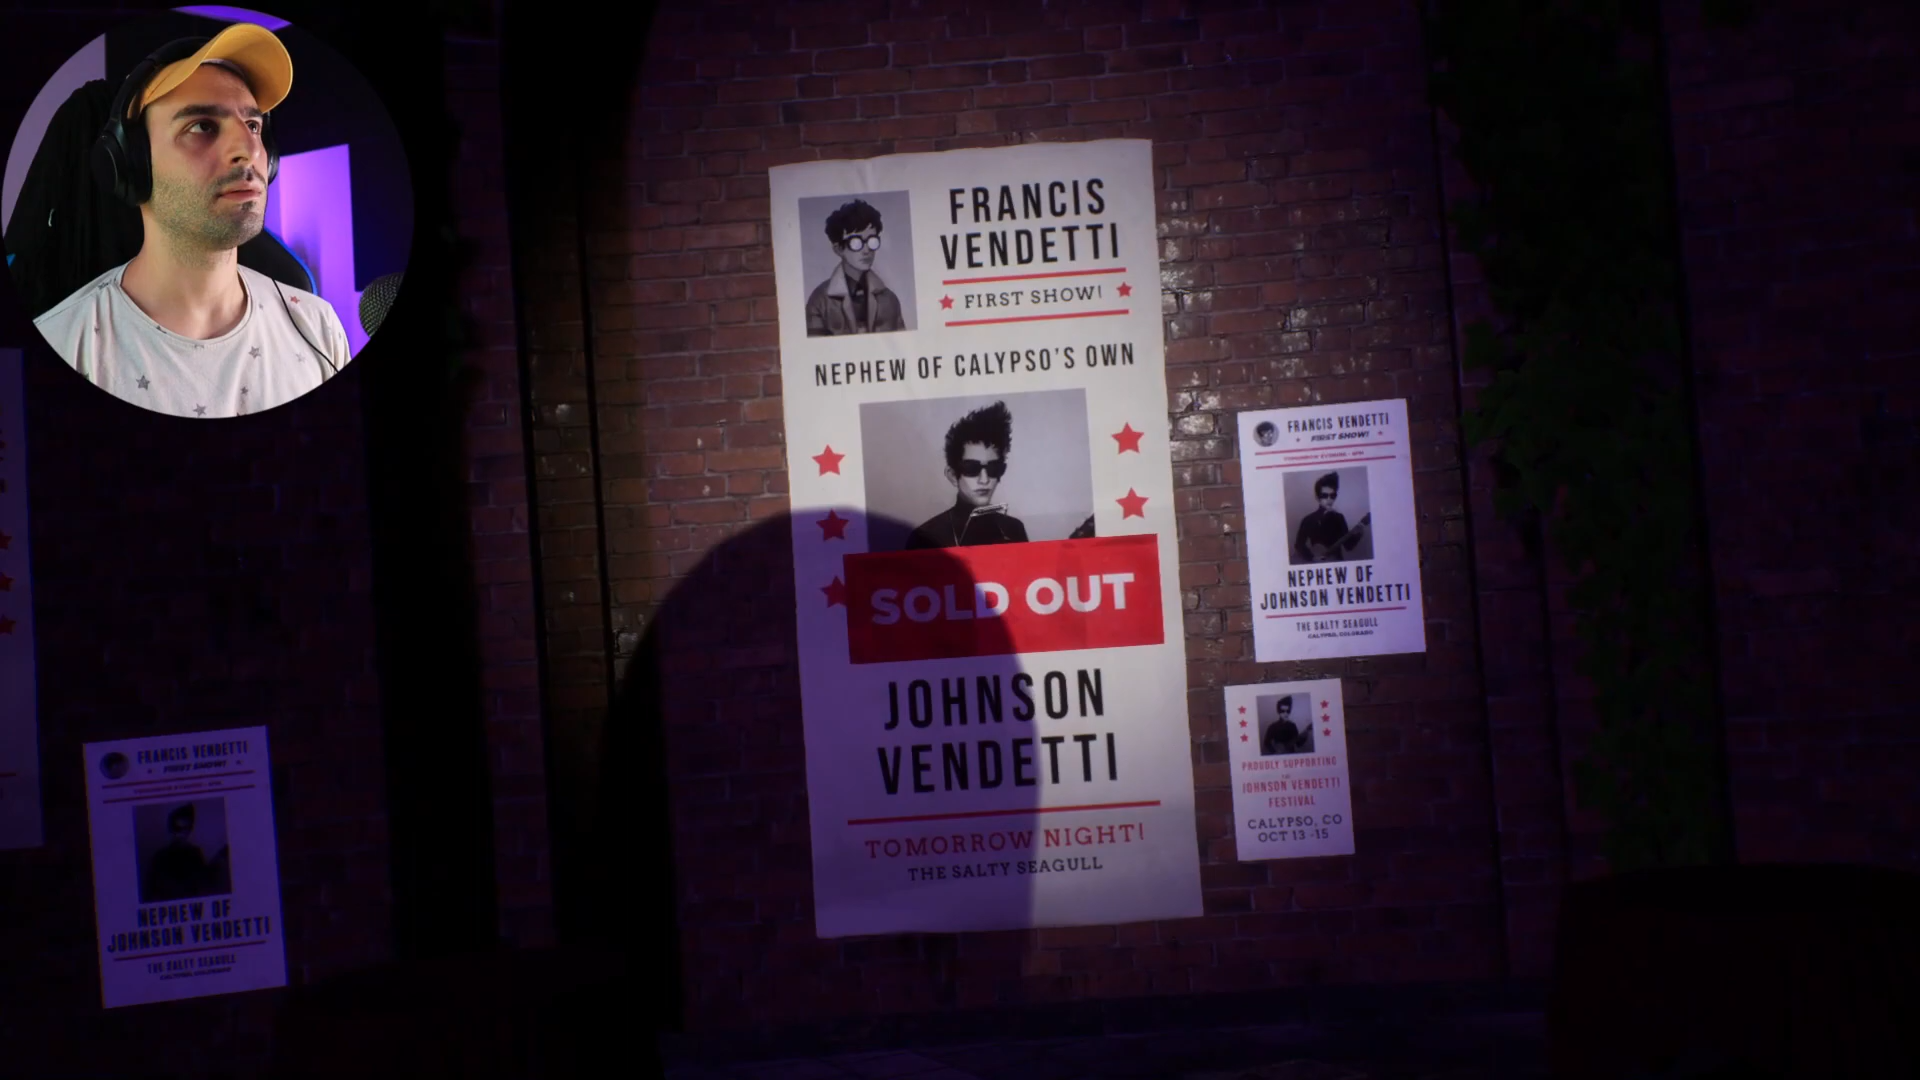 FRANCIS
VENDETTI
FIRST SHOW!
NEPHEW OF CALYPSO'S OWN
SOLD OUT
JOHNSON
VENDETTI
TOMORROW NIGHT!
THE SALTY SEAGULL
FRANCIS VENDETTI
FIRST SHOW!
NEPHEW OF
JOHNSON VENDETTI
THE SALTY SEAGULL
CALYPSO, COLORADO
PROUDLY SUPPORTING
JOHNSON VENDETTI
FESTIVAL
CALYPSO, CO
OCT 13-15
FRANCIS VENDETTI
FIRST SHOW!
NEPHEW OF
JOHNSON VENDETTI
THE SALTY SEAGULL
CALYPSO, COLORADO